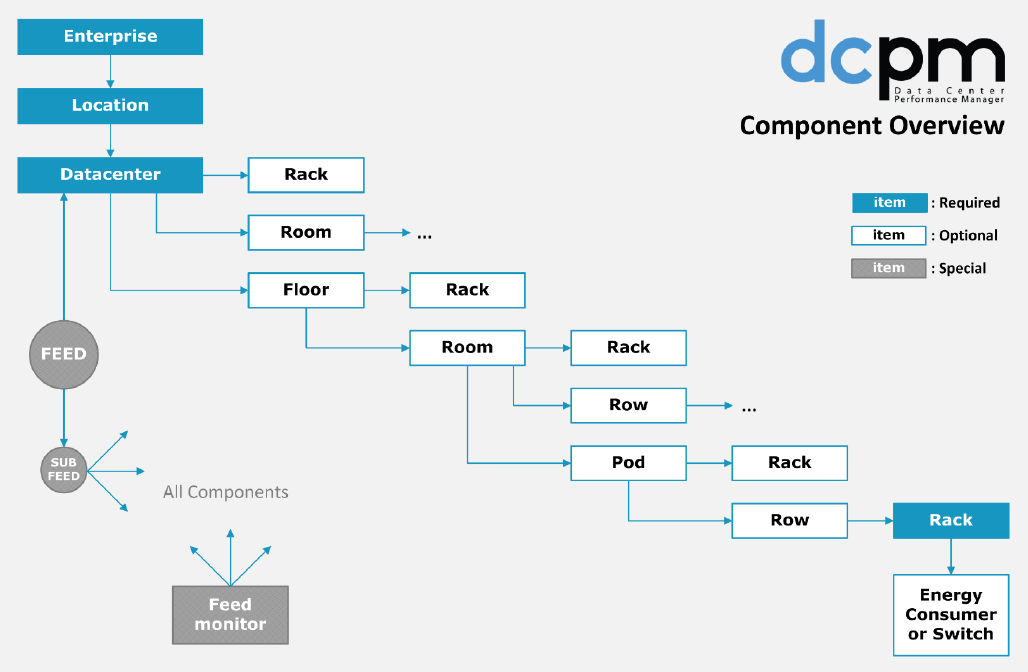 Enterprise
dcpm
Data Center
Performance Manager
Location
Component Overview
Datacenter
Rack
item : Required
Room
...
item : Optional
item : Special
Floor
Rack
FEED
Room
Rack
Row
...
SUB
FEED
Pod
Rack
All Components
Row
Rack
Feed
monitor
Energy
Consumer
or Switch